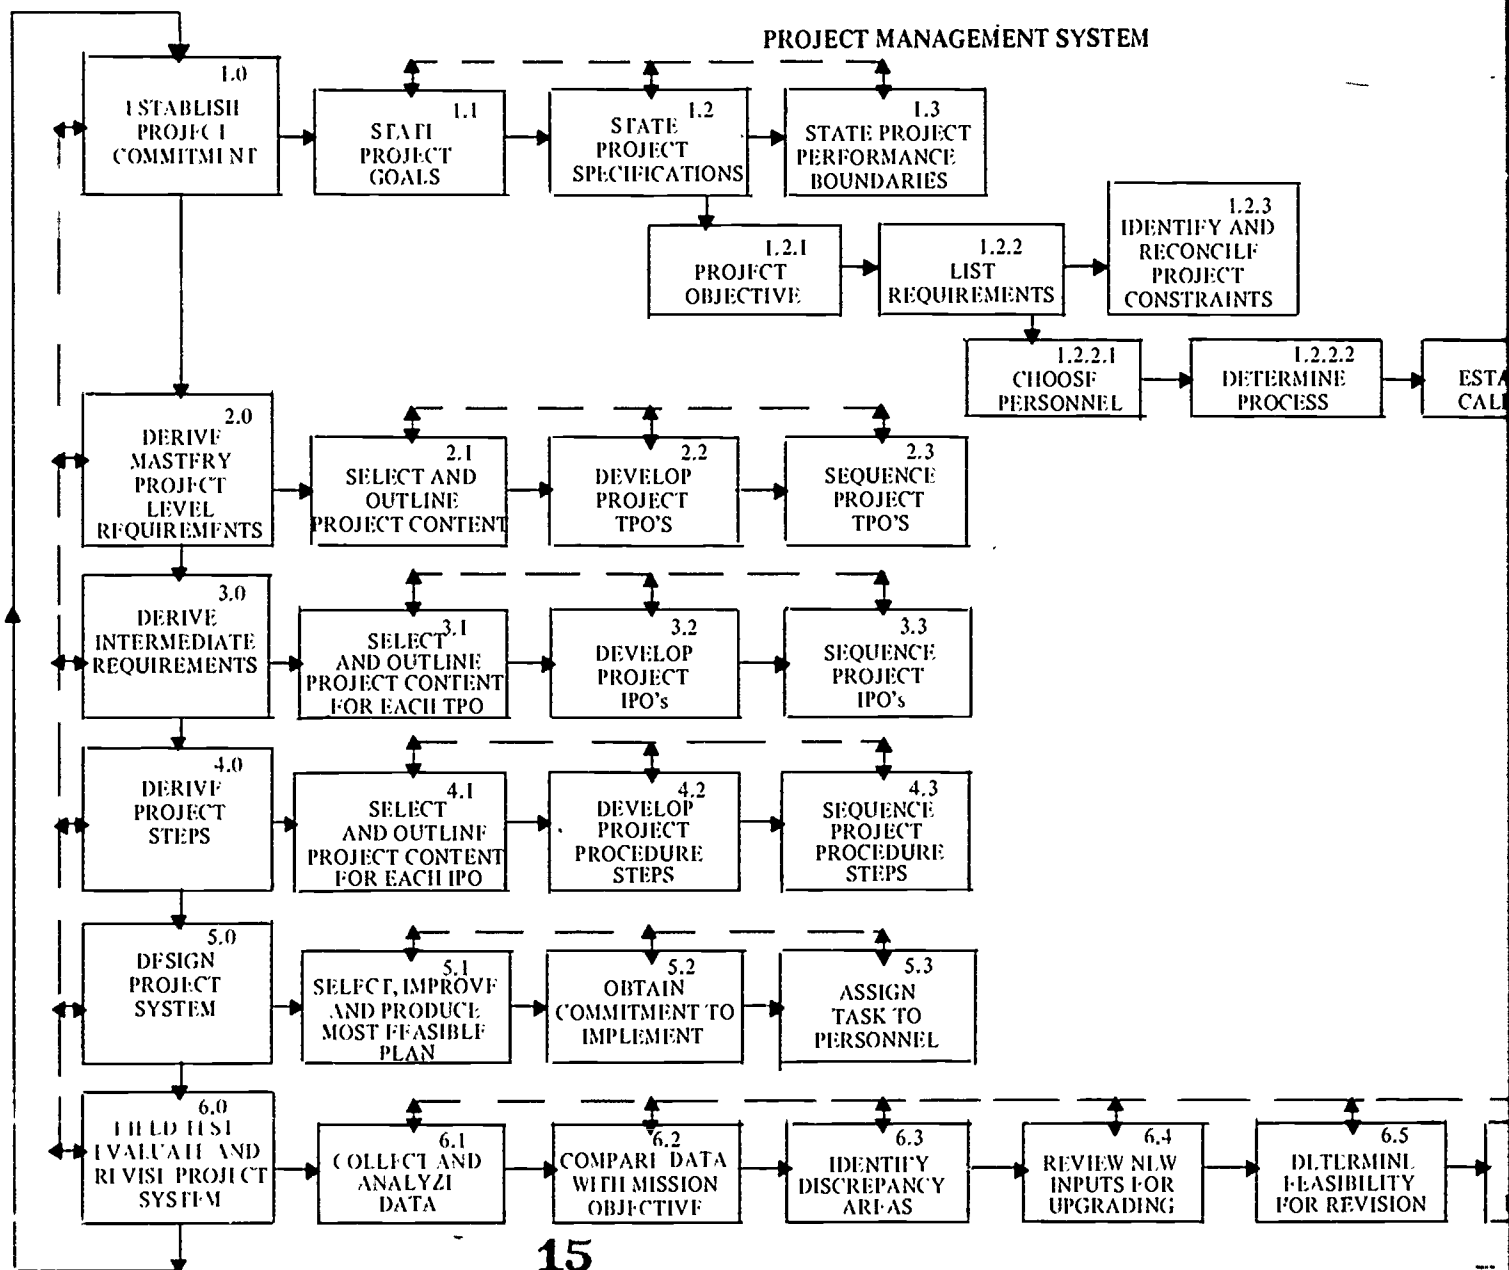 PROJECT MANAGEMENT SYSTEM
1.0
ESTABLISH
PROJECT
COMMITMENT
1.1
STATE
PROJECT
GOALS
1.2
STATE
PROJECT
SPECIFICATIONS
1.3
STATE PROJECT
PERFORMANCE
BOUNDARIES
1.2.1
PROJECT
OBJECTIVE
1.2.2
LIST
REQUIREMENTS
1.2.3
IDENTIFY AND
RECONCILE
PROJECT
CONSTRAINTS
1.2.2.1
CHOOSE
PERSONNEL
1.2.2.2
DETERMINE
PROCESS
ESTA
CAL
2.0
DERIVE
MASTERY
PROJECT
LEVEL
REQUIREMENTS
2.1
SELECT AND
OUTLINE
PROJECT CONTENT
2.2
DEVELOP
PROJECT
TPO'S
2.3
SEQUENCE
PROJECT
TPO'S
3.0
DERIVE
INTERMEDIATE
REQUIREMENTS
3.1
SELECT
AND OUTLINE
PROJECT CONTENT
FOR EACH TPO
3.2
DEVELOP
PROJECT
IPO's
3.3
SEQUENCE
PROJECT
IPO's
4.0
DERIVE
PROJECT
STEPS
4.1
SELECT
AND OUTLINE
PROJECT CONTENT
FOR EACH IPO
4.2
DEVELOP
PROJECT
PROCEDURE
STEPS
4.3
SEQUENCE
PROJECT
PROCEDURE
STEPS
5.0
DESIGN
PROJECT
SYSTEM
5.1
SELECT, IMPROVE
AND PRODUCE
MOST FEASIBLE
PLAN
5.2
OBTAIN
COMMITMENT TO
IMPLEMENT
5.3
ASSIGN
TASK TO
PERSONNEL
6.0
FIELD TEST
EVALUATE AND
REVISE PROJECT
SYSTEM
6.1
COLLECT AND
ANALYZE
DATA
6.2
COMPARE DATA
WITH MISSION
OBJECTIVE
6.3
IDENTIFY
DISCREPANCY
AREAS
6.4
REVIEW NEW
INPUTS FOR
UPGRADING
6.5
DETERMINE
FEASIBILITY
FOR REVISION
15